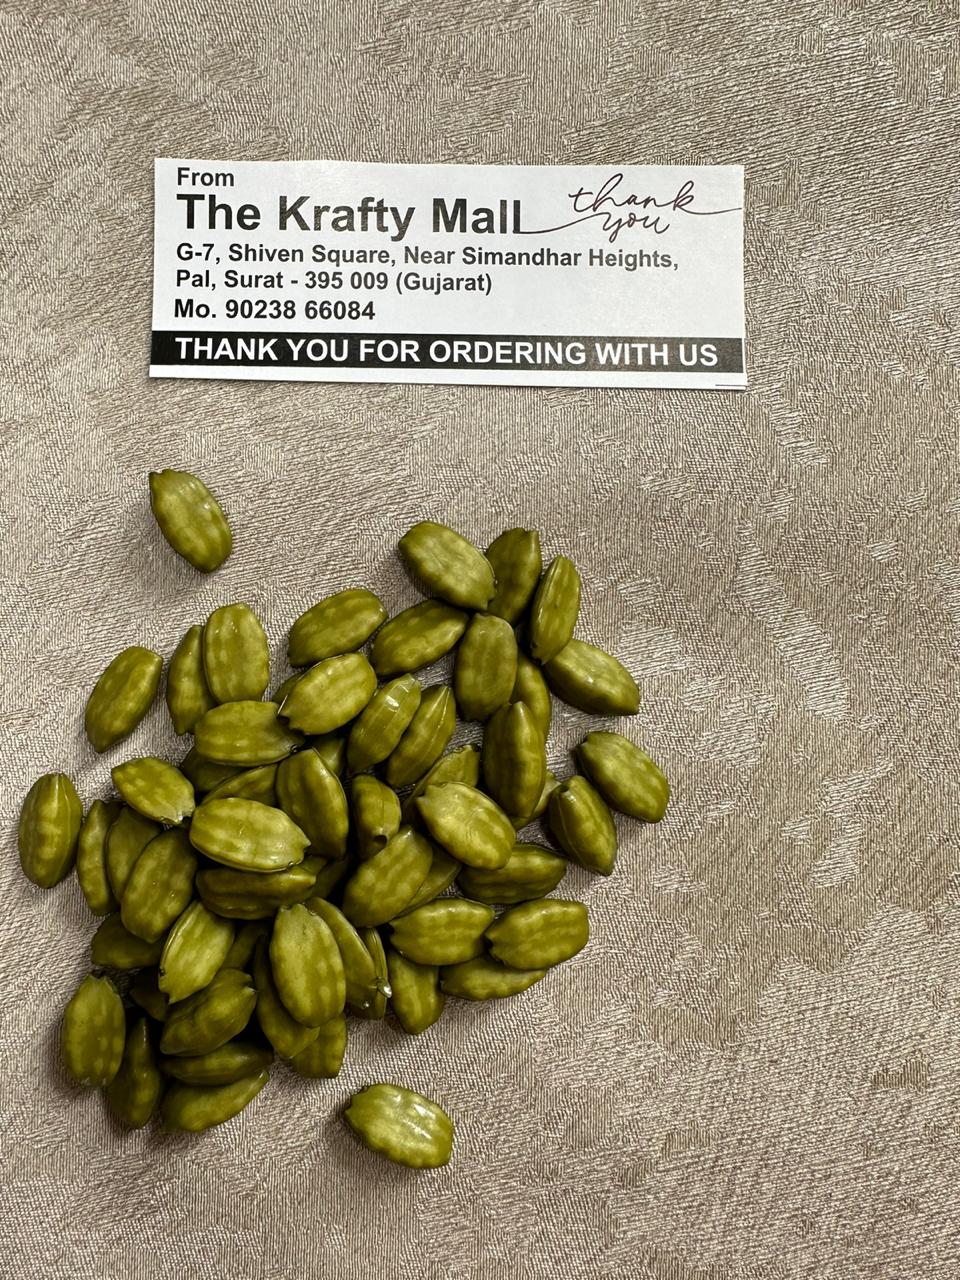 From
The Krafty Mall
thank
you
G-7, Shiven Square, Near Simandhar Heights,
Pal, Surat - 395 009 (Gujarat)
Mo. 90238 66084
THANK YOU FOR ORDERING WITH US